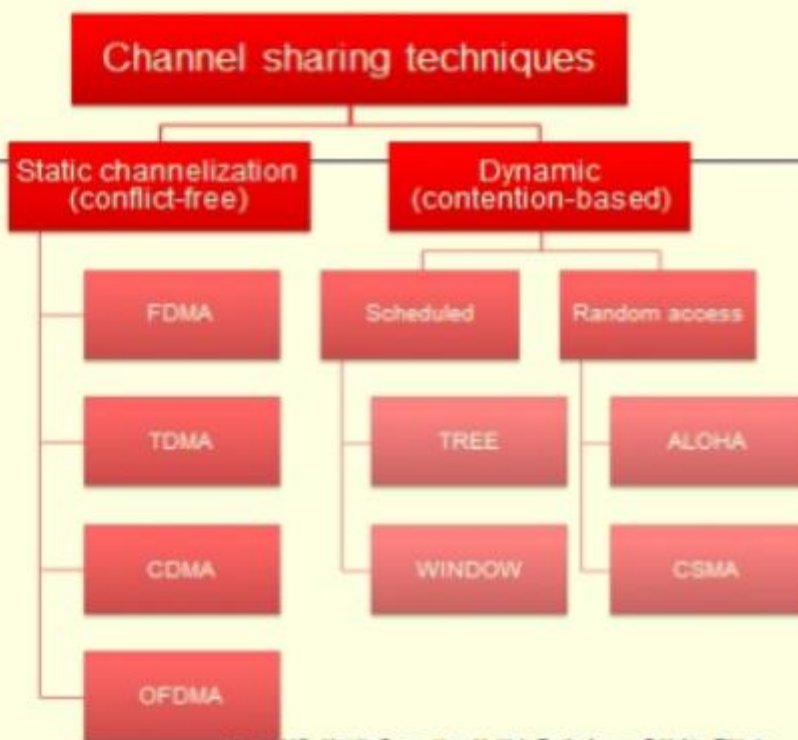 Channel sharing techniques
Static channelization
(conflict-free)
Dynamic
(contention-based)
FDMA
TDMA
CDMA
OFDMA
Scheduled
TREE
WINDOW
Random access
ALOHA
CSMA